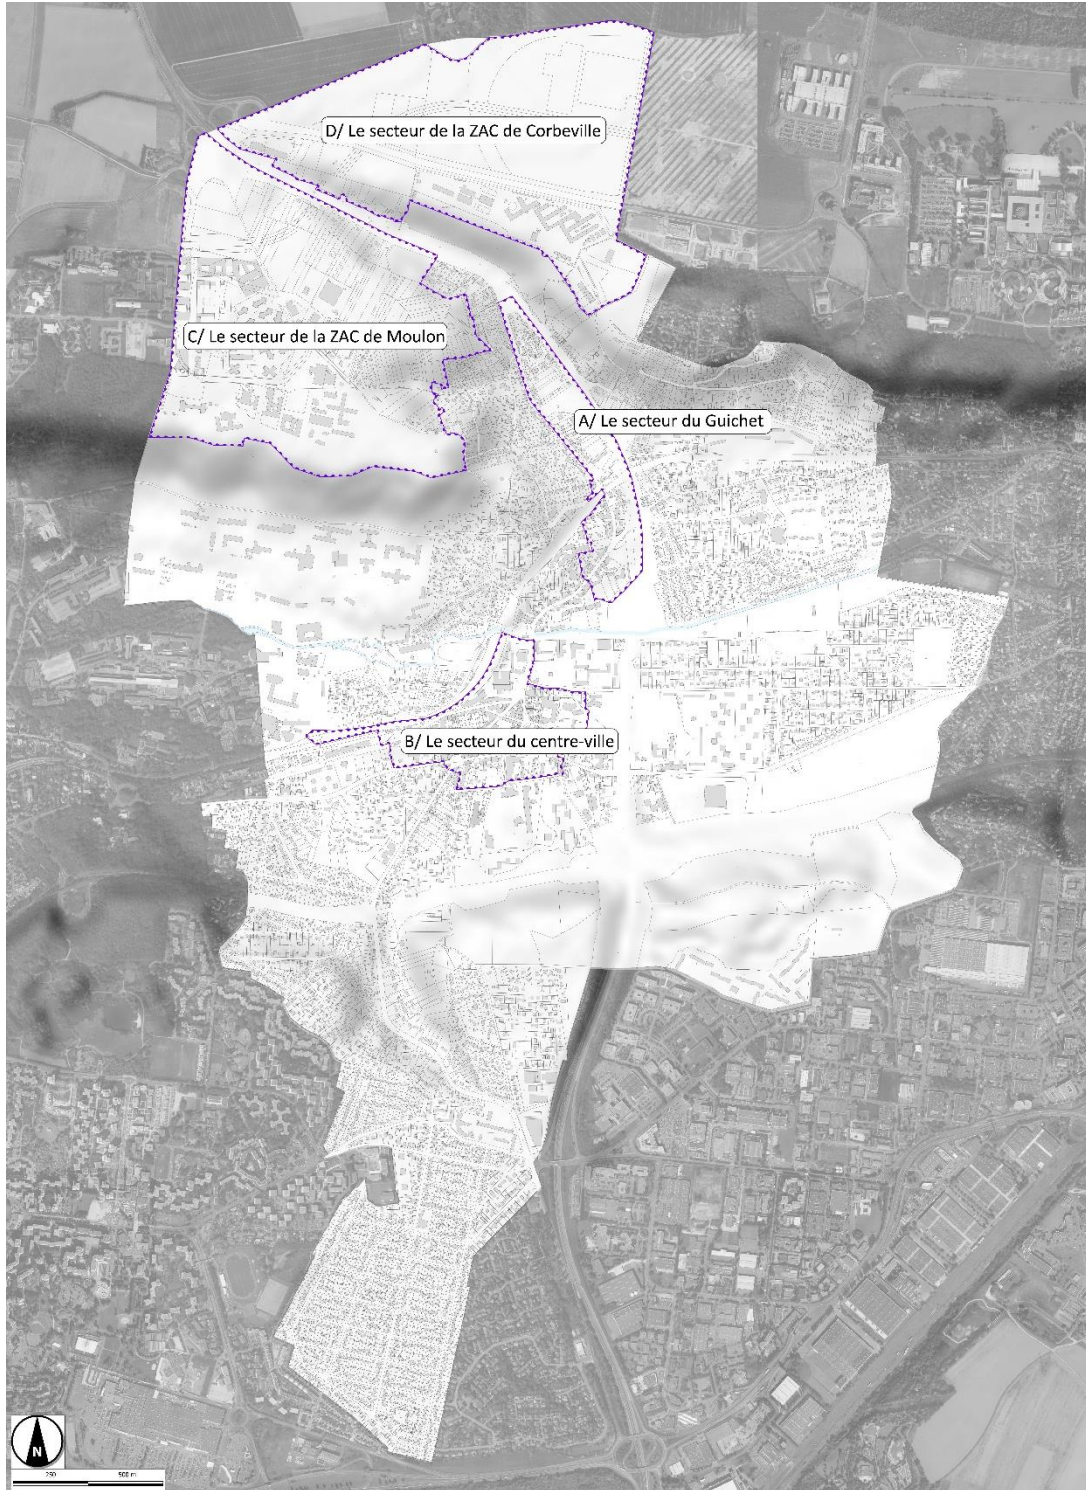 D/ Le secteur de la ZAC de Corbeville
C/ Le secteur de la ZAC de Moulon
A/ Le secteur du Guichet
B/ Le secteur du centre-ville
N
250 500 m